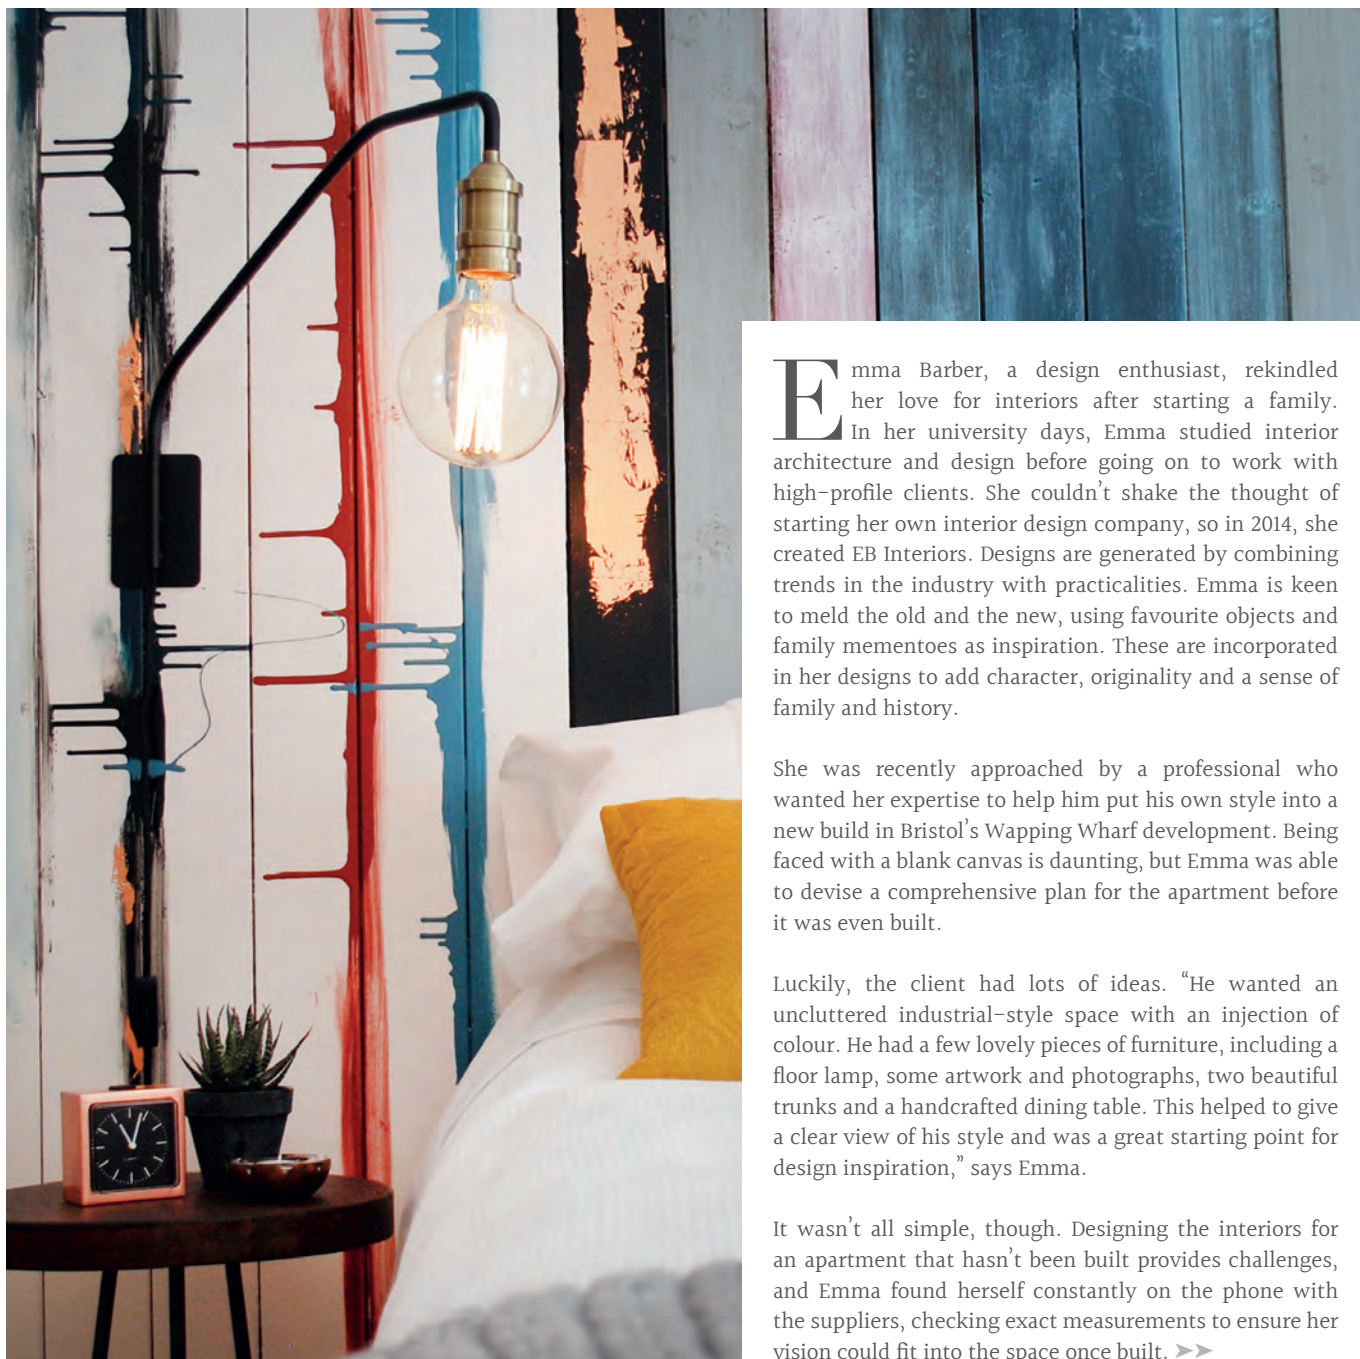 Emma Barber, a design enthusiast, rekindled
her love for interiors after starting a family.
In her university days, Emma studied interior
architecture and design before going on to work with
high-profile clients. She couldn’t shake the thought of
starting her own interior design company, so in 2014, she
created EB Interiors. Designs are generated by combining
trends in the industry with practicalities. Emma is keen
to meld the old and the new, using favourite objects and
family mementoes as inspiration. These are incorporated
in her designs to add character, originality and a sense of
family and history.

She was recently approached by a professional who
wanted her expertise to help him put his own style into a
new build in Bristol’s Wapping Wharf development. Being
faced with a blank canvas is daunting, but Emma was able
to devise a comprehensive plan for the apartment before
it was even built.

Luckily, the client had lots of ideas. “He wanted an
uncluttered industrial-style space with an injection of
colour. He had a few lovely pieces of furniture, including a
floor lamp, some artwork and photographs, two beautiful
trunks and a handcrafted dining table. This helped to give
a clear view of his style and was a great starting point for
design inspiration,” says Emma.

It wasn’t all simple, though. Designing the interiors for
an apartment that hasn’t been built provides challenges,
and Emma found herself constantly on the phone with
the suppliers, checking exact measurements to ensure her
vision could fit into the space once built. ➤➤